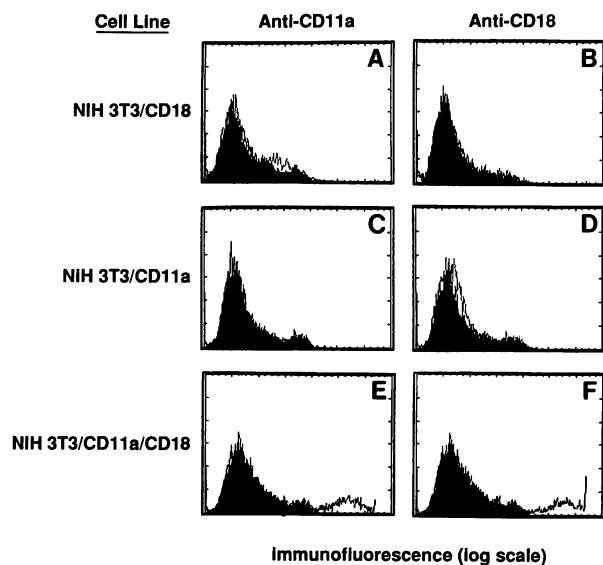 Cell Line Anti-CD11a Anti-CD18
A B
NIH 3T3/CD18
C D
NiH 3T3/CD11a
E F
NIH 3T3/CD11a/CD18
immunofluorescence (log scale)